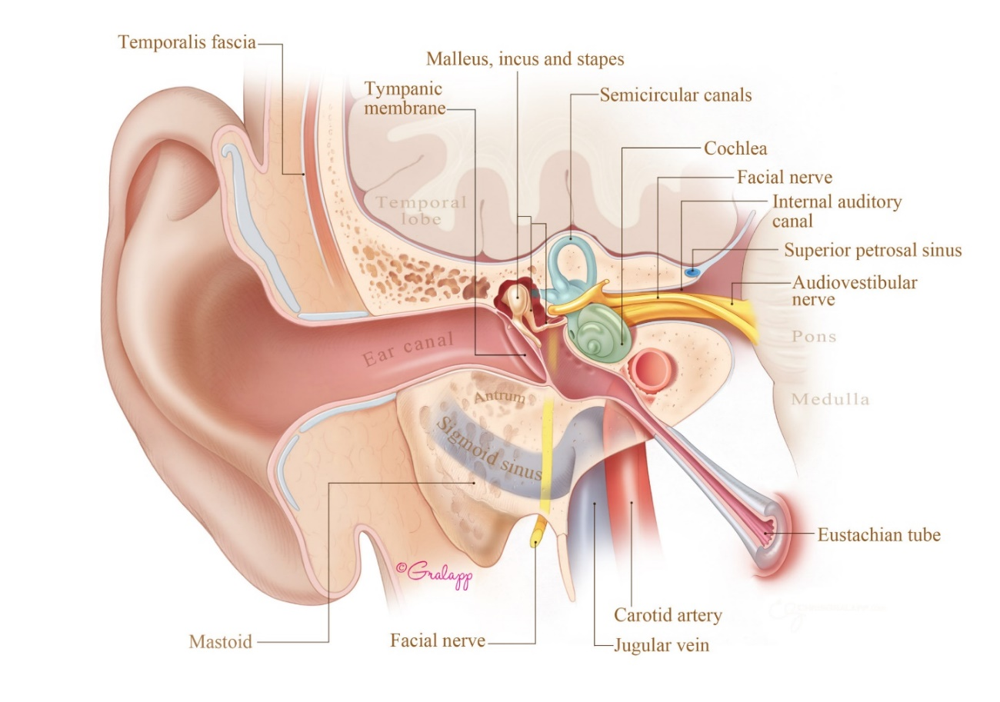 Temporalis fascia
Malleus, incus and stapes
Tympanic
membrane
Semicircular canals
Cochlea
Facial nerve
Internal auditory
canal
Temporal
lobe
Superior petrosal sinus
Audiovestibular
nerve
Ear canal
Pons
Antrum
Medulla
Sigmoid sinus
Eustachian tube
©Gralapp
Carotid artery
Mastoid
Facial nerve
Jugular vein